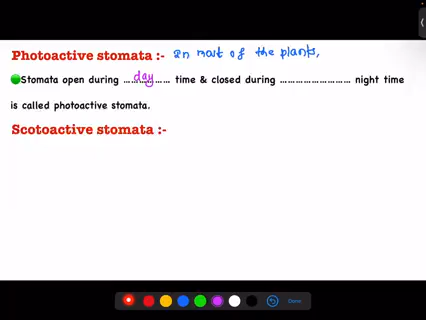 Photoactive stomata :- In most of the plants,
Stomata open during ...day... time & closed during ........................ night time
is called photoactive stomata.
Scotoactive stomata :-
Done